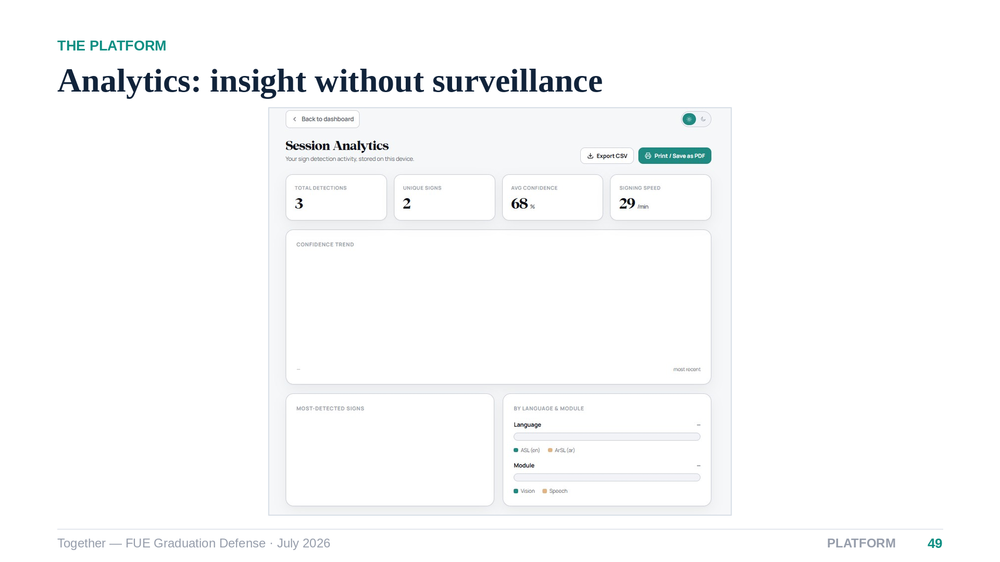 THE PLATFORM
Analytics: insight without surveillance
Back to dashboard
Session Analytics
Your sign detection activity, stored on this device.
Export CSV
Print / Save as PDF
TOTAL DETECTIONS
3
UNIQUE SIGNS
2
AVG CONFIDENCE
68 %
SIGNING SPEED
29 /min
CONFIDENCE TREND
—
most recent
MOST-DETECTED SIGNS
BY LANGUAGE & MODULE
Language —
ASL (en) ArSL (ar)
Module —
Vision Speech
Together — FUE Graduation Defense · July 2026
PLATFORM 49